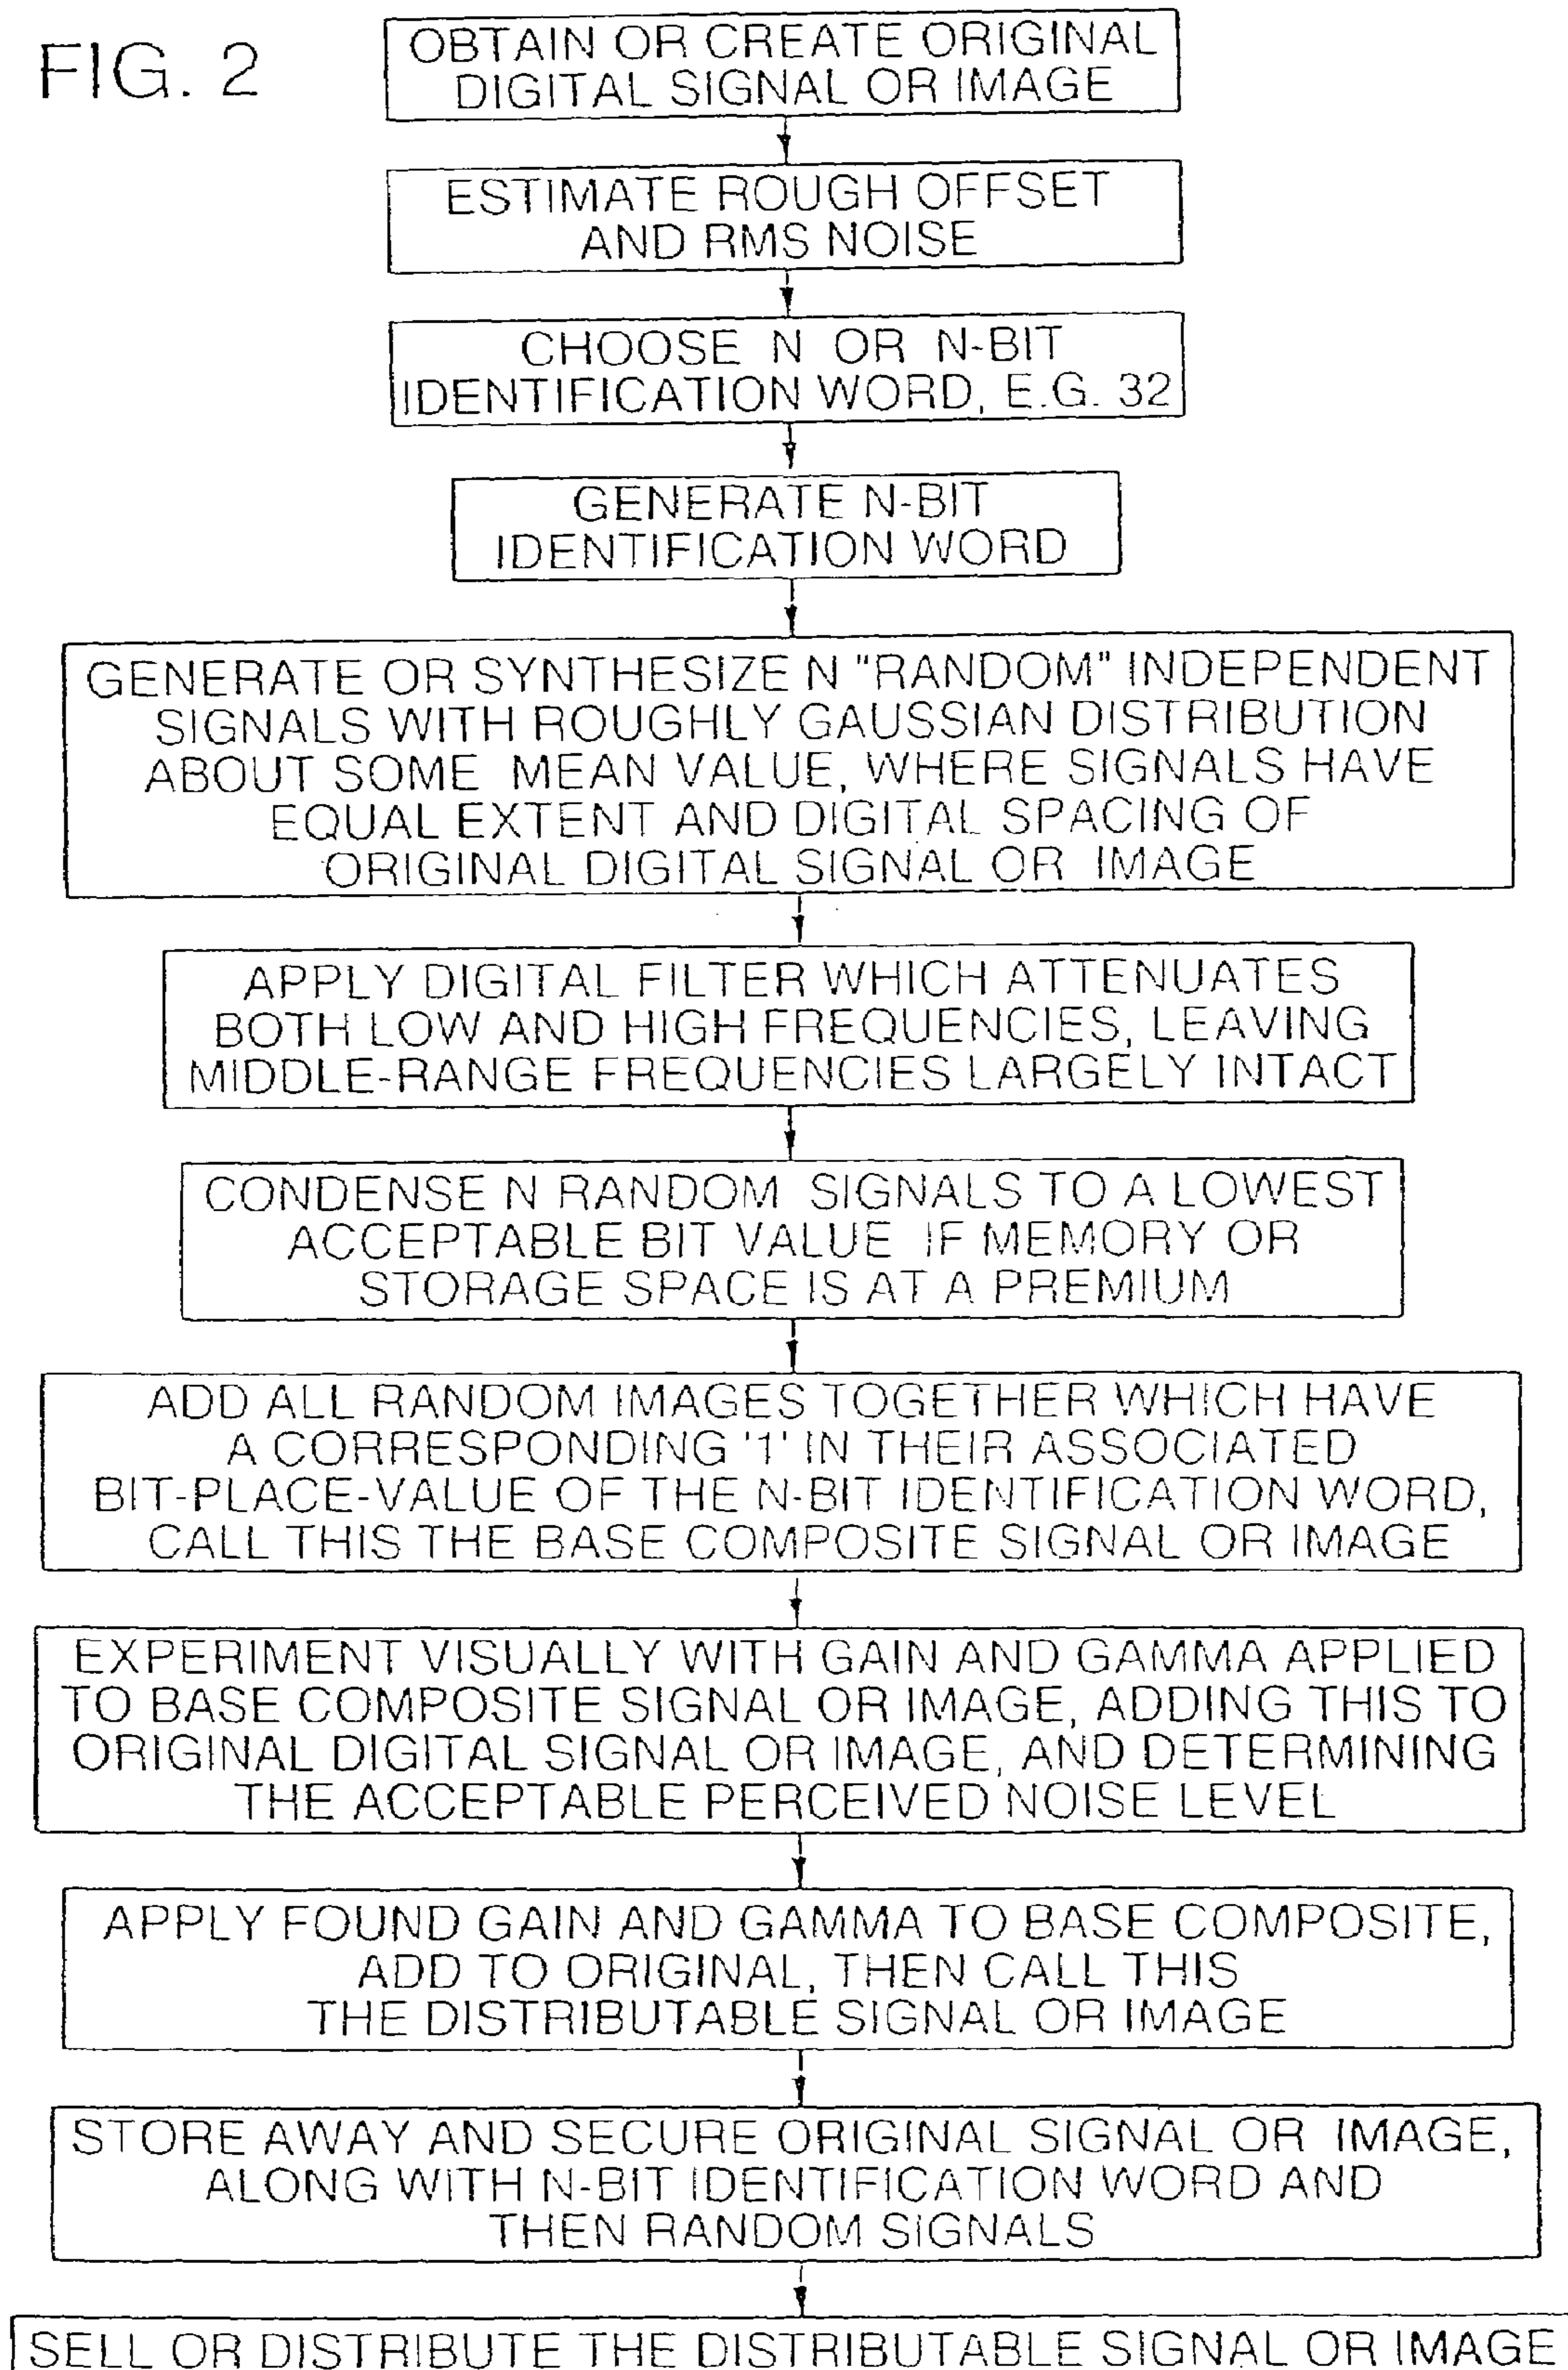 FIG. 2
OBTAIN OR CREATE ORIGINAL
DIGITAL SIGNAL OR IMAGE
ESTIMATE ROUGH OFFSET
AND RMS NOISE
CHOOSE N OR N-BIT
IDENTIFICATION WORD, E.G. 32
GENERATE N-BIT
IDENTIFICATION WORD
GENERATE OR SYNTHESIZE N "RANDOM" INDEPENDENT
SIGNALS WITH ROUGHLY GAUSSIAN DISTRIBUTION
ABOUT SOME MEAN VALUE, WHERE SIGNALS HAVE
EQUAL EXTENT AND DIGITAL SPACING OF
ORIGINAL DIGITAL SIGNAL OR IMAGE
APPLY DIGITAL FILTER WHICH ATTENUATES
BOTH LOW AND HIGH FREQUENCIES, LEAVING
MIDDLE-RANGE FREQUENCIES LARGELY INTACT
CONDENSE N RANDOM SIGNALS TO A LOWEST
ACCEPTABLE BIT VALUE IF MEMORY OR
STORAGE SPACE IS AT A PREMIUM
ADD ALL RANDOM IMAGES TOGETHER WHICH HAVE
A CORRESPONDING '1' IN THEIR ASSOCIATED
BIT-PLACE-VALUE OF THE N-BIT IDENTIFICATION WORD,
CALL THIS THE BASE COMPOSITE SIGNAL OR IMAGE
EXPERIMENT VISUALLY WITH GAIN AND GAMMA APPLIED
TO BASE COMPOSITE SIGNAL OR IMAGE, ADDING THIS TO
ORIGINAL DIGITAL SIGNAL OR IMAGE, AND DETERMINING
THE ACCEPTABLE PERCEIVED NOISE LEVEL
APPLY FOUND GAIN AND GAMMA TO BASE COMPOSITE,
ADD TO ORIGINAL, THEN CALL THIS
THE DISTRIBUTABLE SIGNAL OR IMAGE
STORE AWAY AND SECURE ORIGINAL SIGNAL OR IMAGE,
ALONG WITH N-BIT IDENTIFICATION WORD AND
THEN RANDOM SIGNALS
SELL OR DISTRIBUTE THE DISTRIBUTABLE SIGNAL OR IMAGE